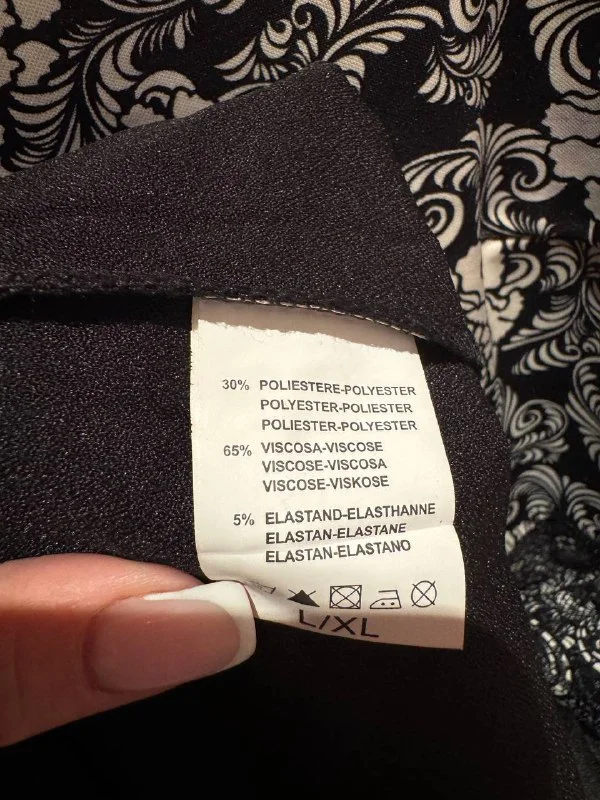 30% POLIESTERE-POLYESTER
POLYESTER-POLIESTER
POLIESTER-POLYESTER
65% VISCOSA-VISCOSE
VISCOSE-VISCOSA
VISCOSE-VISKOSE
5% ELASTAND-ELASTHANNE
ELASTAN-ELASTANE
ELASTAN-ELASTANO
L/XL